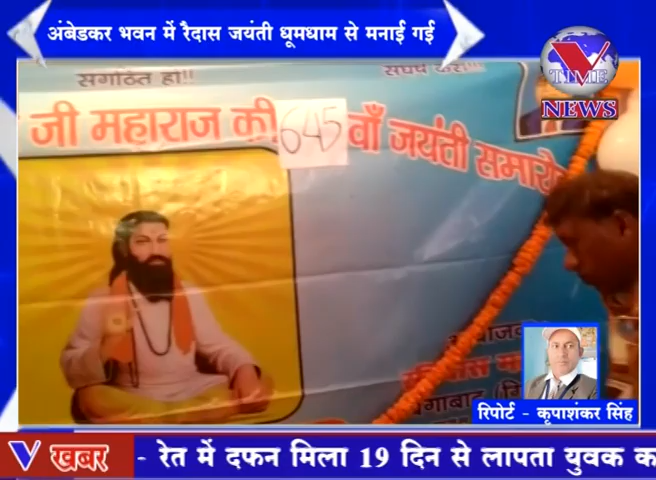 अंबेडकर भवन में रैदास जयंती धूमधाम से मनाई गई
V
TIME
NEWS
संगठित हो!!
जी महाराज की 645 वाँ जयंती समारो
रिपोर्ट - कृपाशंकर सिंह
V खबर - रेत में दफन मिला 19 दिन से लापता युवक क